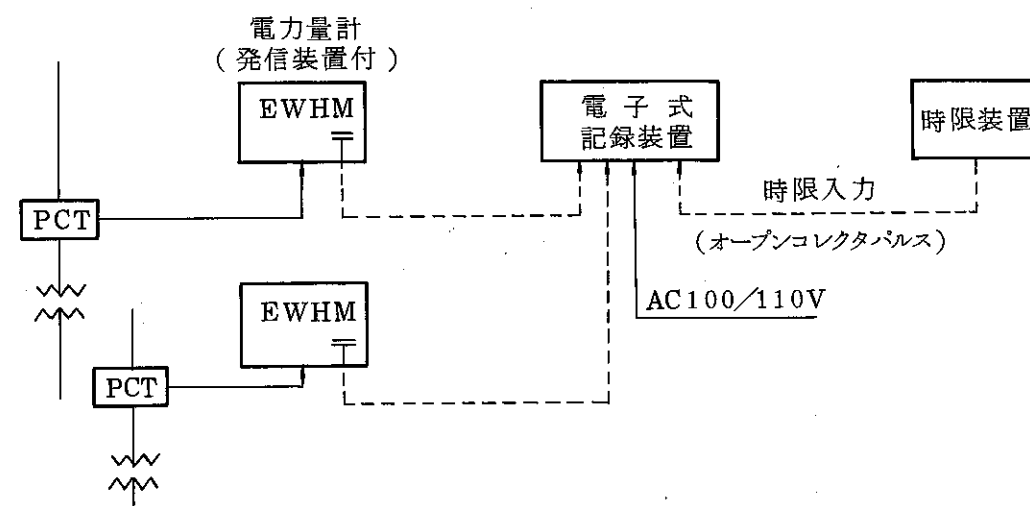 電力量計
(発信装置付)
EWHM
電子式
記録装置
時限装置
PCT
時限入力
(オープンコレクタパルス)
AC100/110V
EWHM
PCT